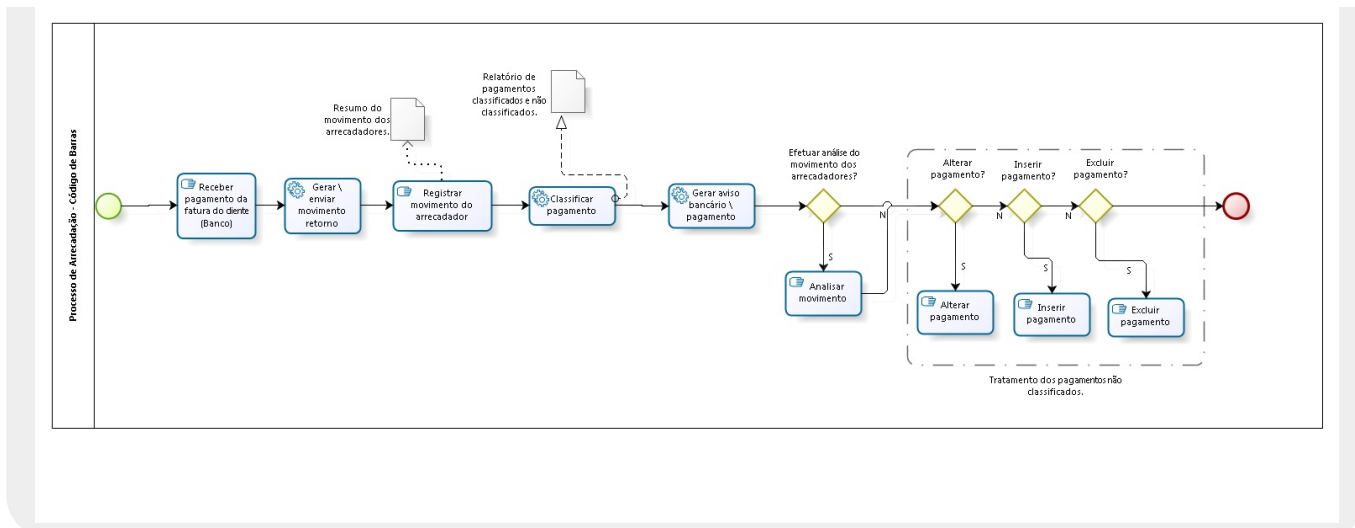 Processo de Arrecadação - Código de Barras
Receber
pagamento da
fatura do cliente
(Banco)
Gerar \
enviar
movimento
retorno
Resumo do
movimento dos
arrecadadores.
Registrar
movimento do
arrecadador
Relatório de
pagamentos
classificados e não
classificados.
Classificar
pagamento
Gerar aviso
bancário \
pagamento
Efetuar análise do
movimento dos
arrecadadores?
N
S
Analisar
movimento
Alterar
pagamento?
N
S
Alterar
pagamento
Inserir
pagamento?
N
S
Inserir
pagamento
Excluir
pagamento?
S
Excluir
pagamento
Tratamento dos pagamentos não
classificados.